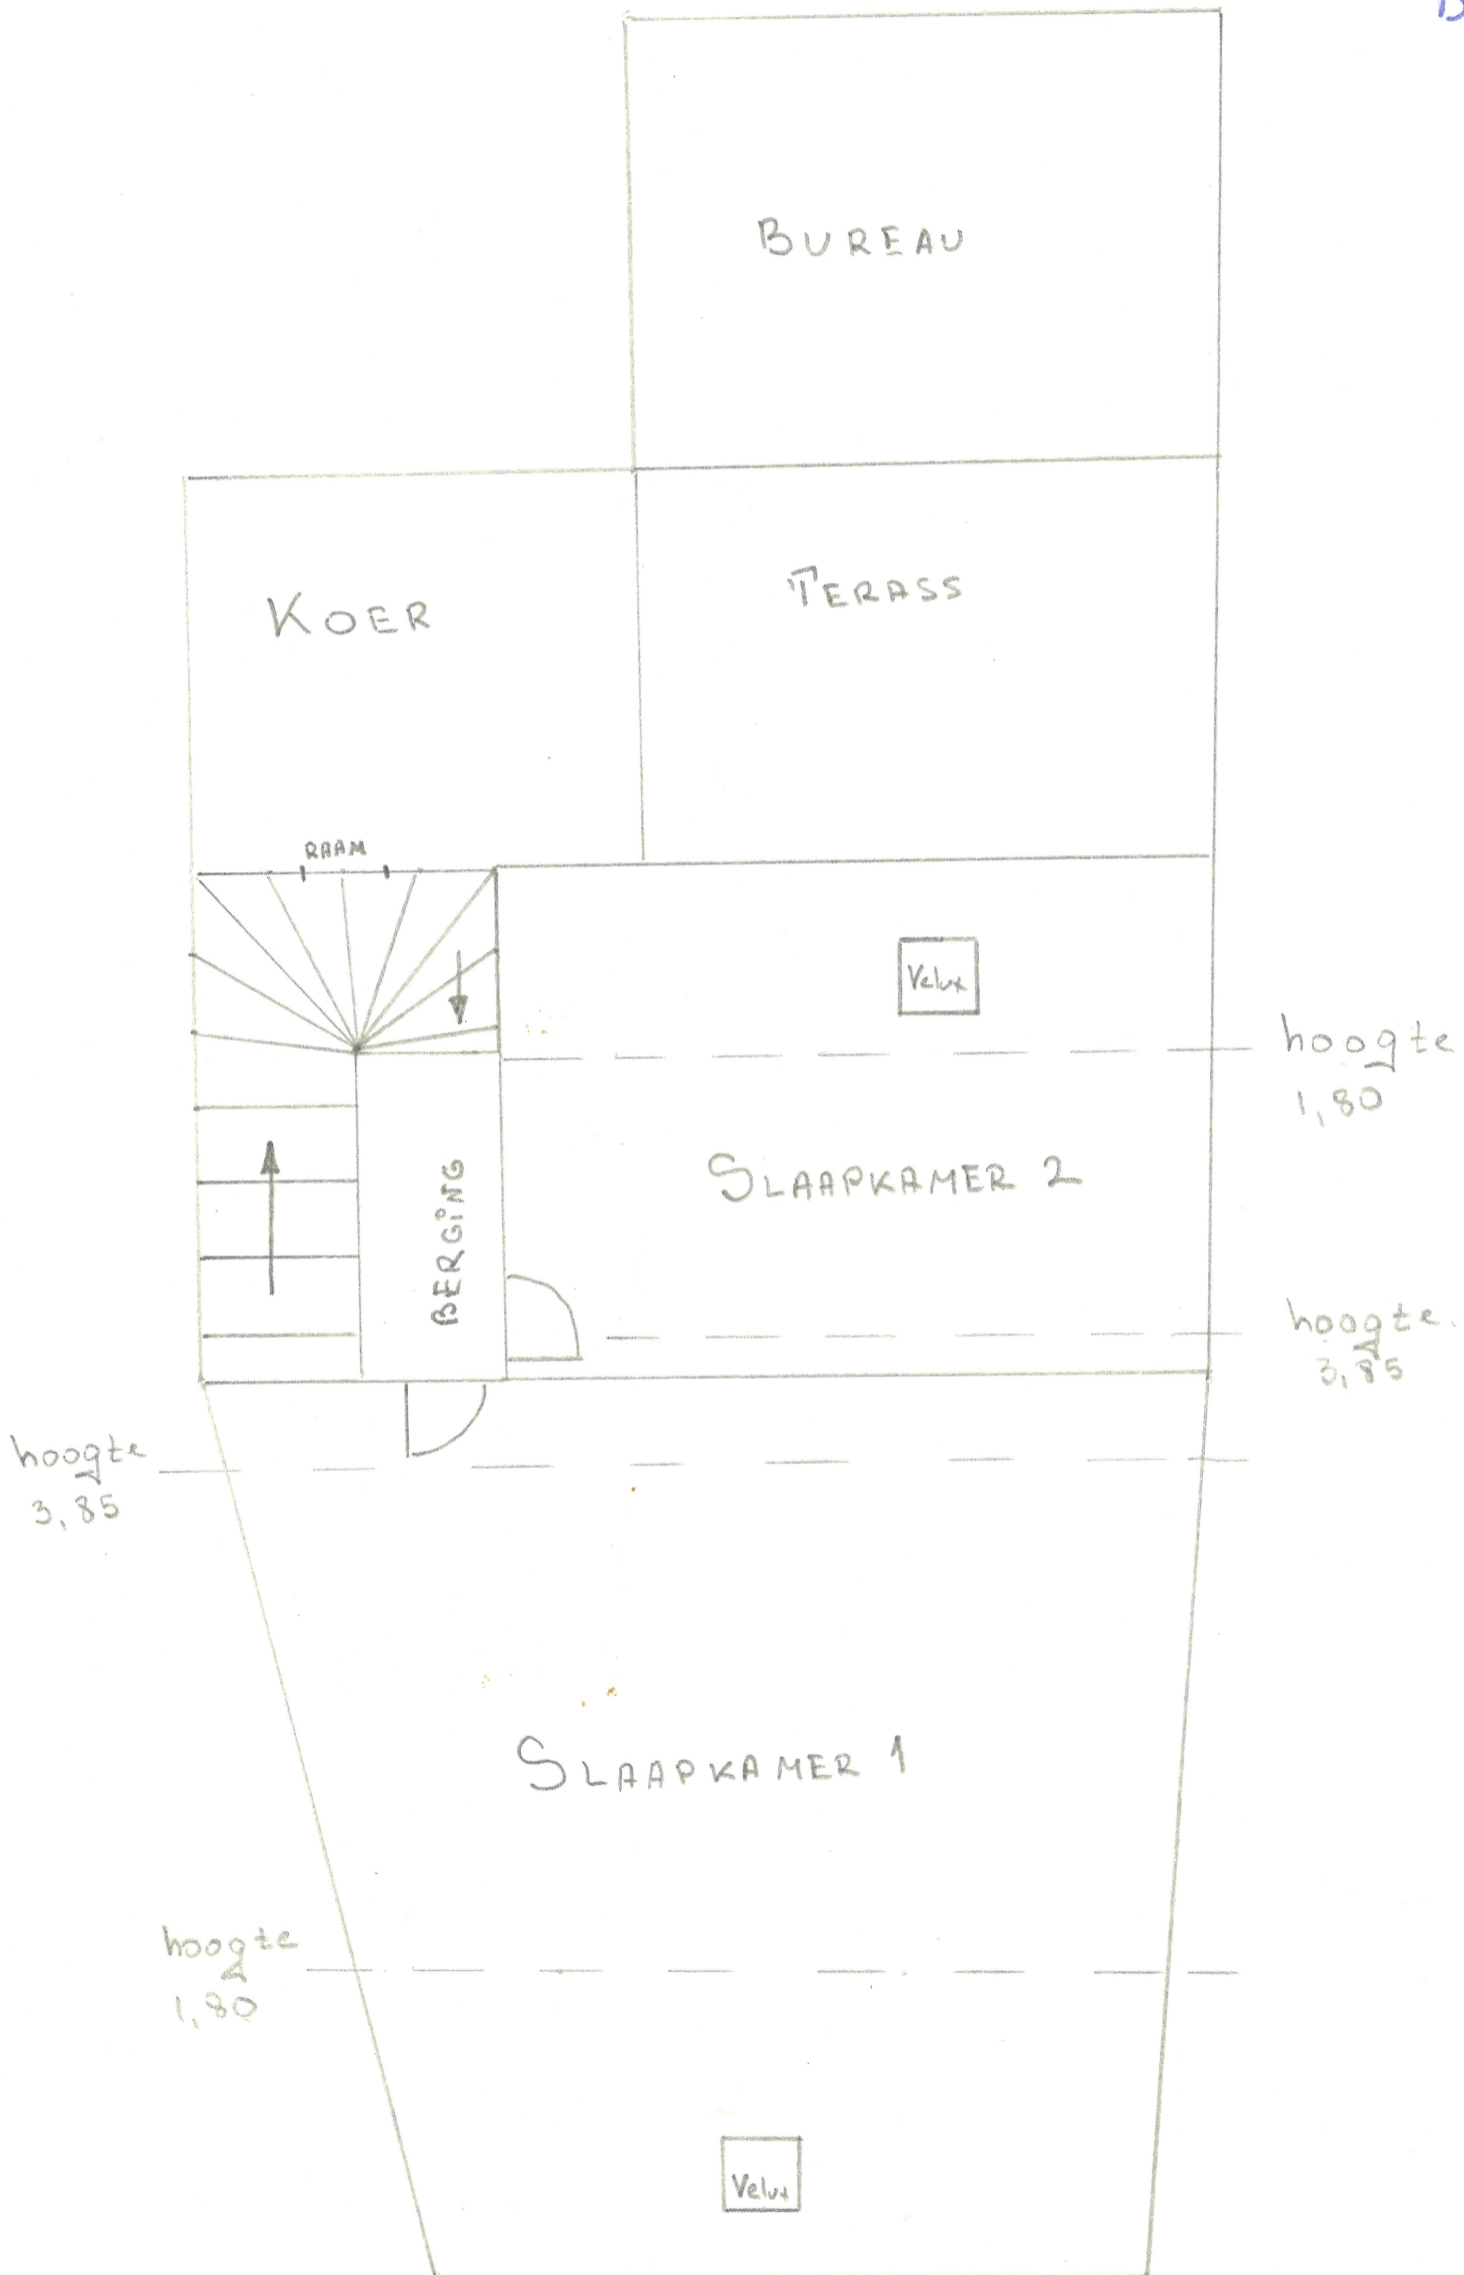 BUREAU
KOER
TERASS
RAAM
Velux
hoogte
1,80
SLAAPKAMER 2
BERGING
hoogte
3,85
hoogte
3,85
SLAAPKAMER 1
hoogte
1,80
Velux